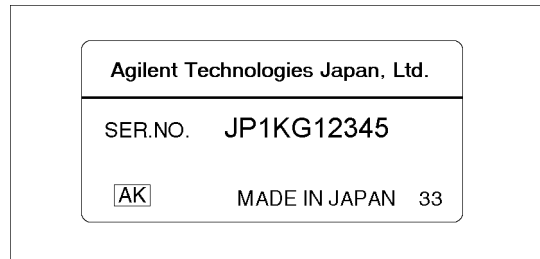 Agilent Technologies Japan, Ltd.
SER.NO. JP1KG12345
AK MADE IN JAPAN 33